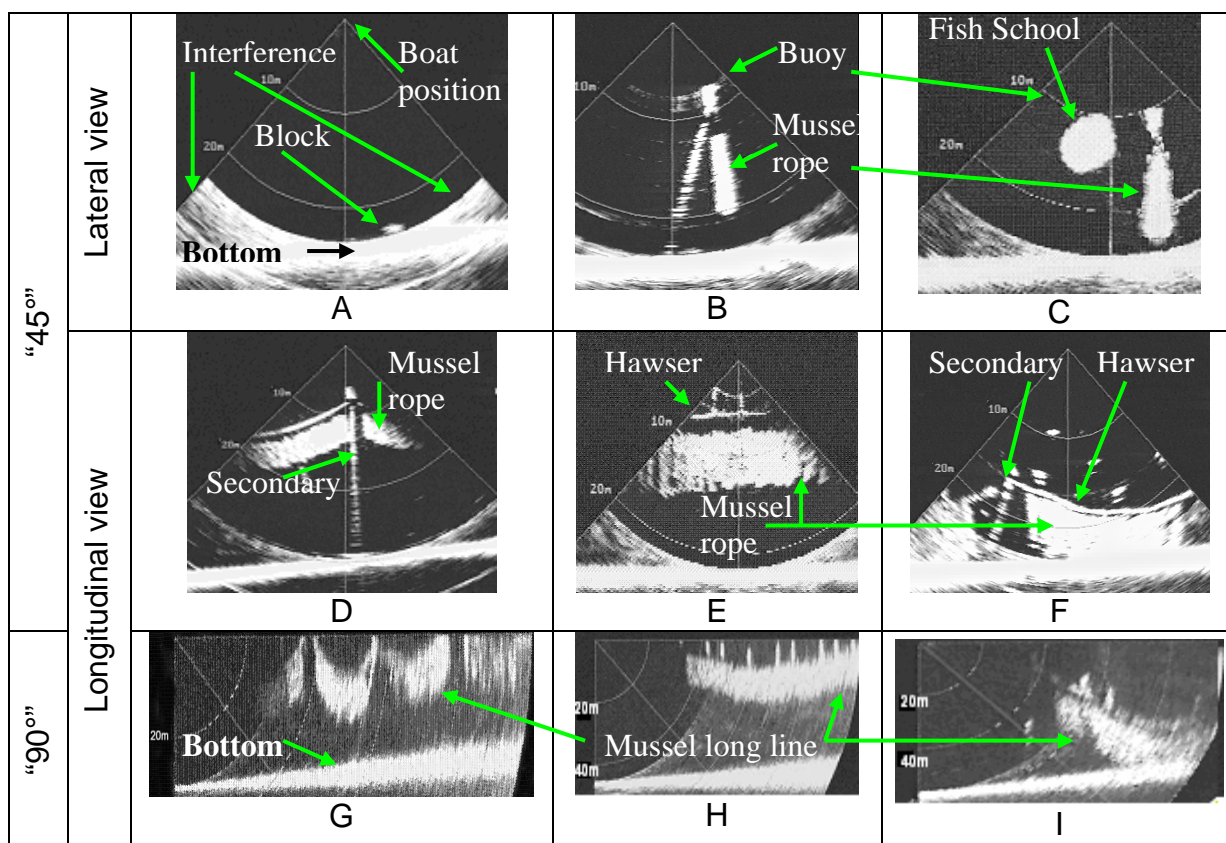 "45°"
Lateral view
Interference
Boat
position
Block
10m
20m
Bottom
A
Buoy
Mussel
rope
10m
B
Fish School
10m
20m
C
Longitudinal view
Mussel
rope
Secondary
10m
20m
D
Hawser
10m
20m
Mussel
rope
E
Secondary
Hawser
10m
20m
F
"90°"
20m
Bottom
G
20m
40m
Mussel long line
H
20m
40m
I